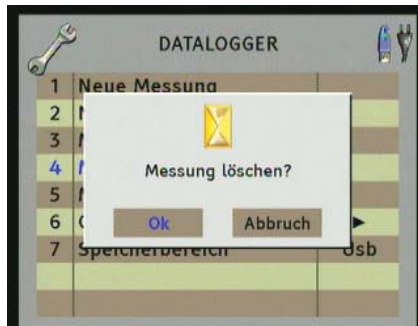 DATALOGGER
1 Neue Messung
2
3
4
Messung löschen?
5
6
Ok Abbruch
7 Speicherbereich Usb